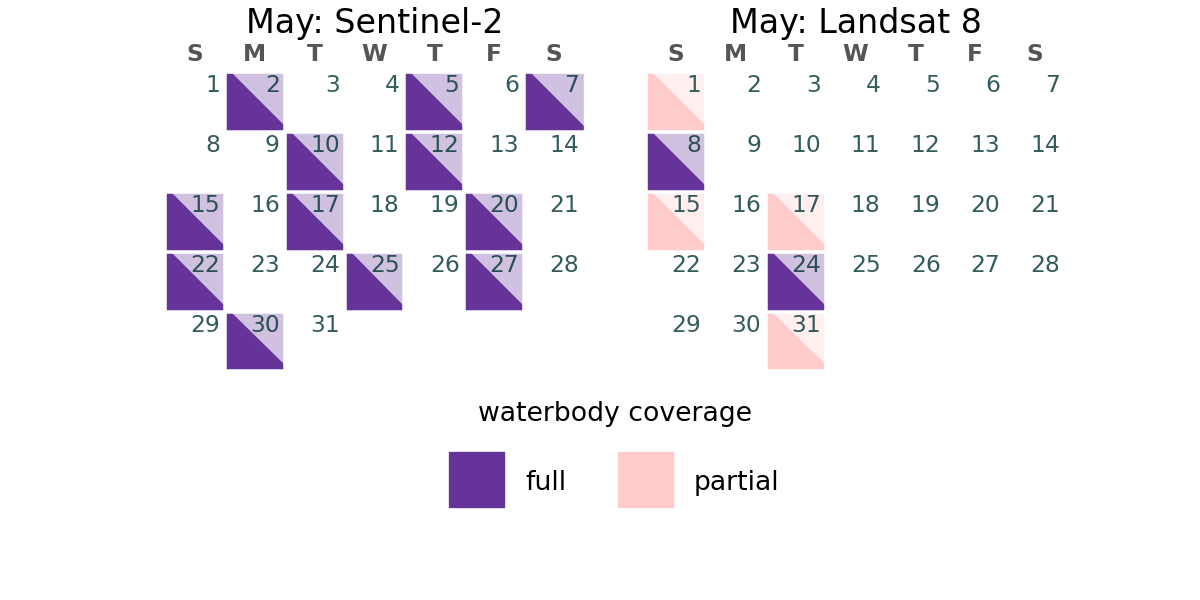 May: Sentinel-2
S M T W T F S
1 2 3 4 5 6 7
8 9 10 11 12 13 14
15 16 17 18 19 20 21
22 23 24 25 26 27 28
29 30 31
May: Landsat 8
S M T W T F S
1 2 3 4 5 6 7
8 9 10 11 12 13 14
15 16 17 18 19 20 21
22 23 24 25 26 27 28
29 30 31
waterbody coverage
full
partial